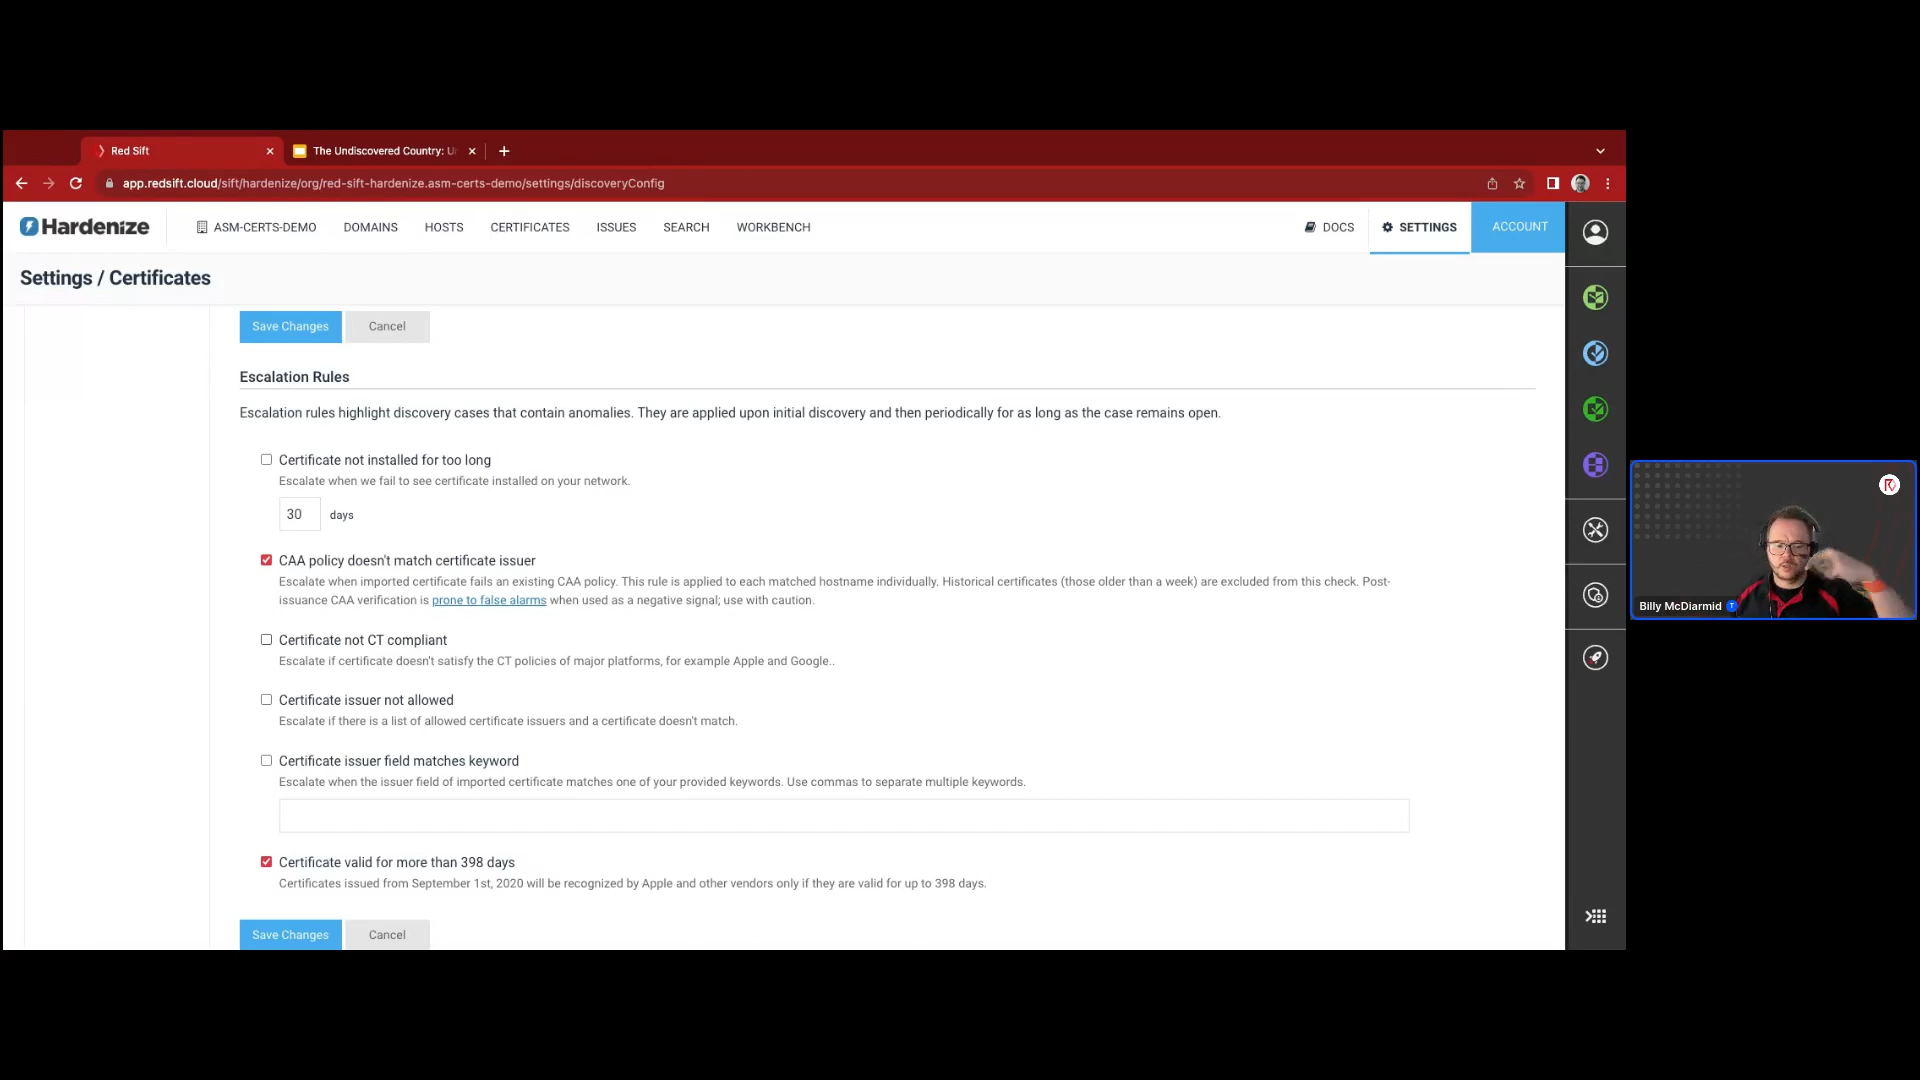 Red Sift
The Undiscovered Country: U
app.redsift.cloud/sift/hardenize/org/red-sift-hardenize.asm-certs-demo/settings/discoveryConfig
Hardenize
ASM-CERTS-DEMO
DOMAINS
HOSTS
CERTIFICATES
ISSUES
SEARCH
WORKBENCH
DOCS
SETTINGS
ACCOUNT
Settings / Certificates
Save Changes
Cancel
Escalation Rules
Escalation rules highlight discovery cases that contain anomalies. They are applied upon initial discovery and then periodically for as long as the case remains open.
Certificate not installed for too long
Escalate when we fail to see certificate installed on your network.
30 days
CAA policy doesn't match certificate issuer
Escalate when imported certificate fails an existing CAA policy. This rule is applied to each matched hostname individually. Historical certificates (those older than a week) are excluded from this check. Post-
issuance CAA verification is prone to false alarms when used as a negative signal; use with caution.
Certificate not CT compliant
Escalate if certificate doesn't satisfy the CT policies of major platforms, for example Apple and Google..
Certificate issuer not allowed
Escalate if there is a list of allowed certificate issuers and a certificate doesn't match.
Certificate issuer field matches keyword
Escalate when the issuer field of imported certificate matches one of your provided keywords. Use commas to separate multiple keywords.
Certificate valid for more than 398 days
Certificates issued from September 1st, 2020 will be recognized by Apple and other vendors only if they are valid for up to 398 days.
Save Changes
Cancel
Billy McDiarmid